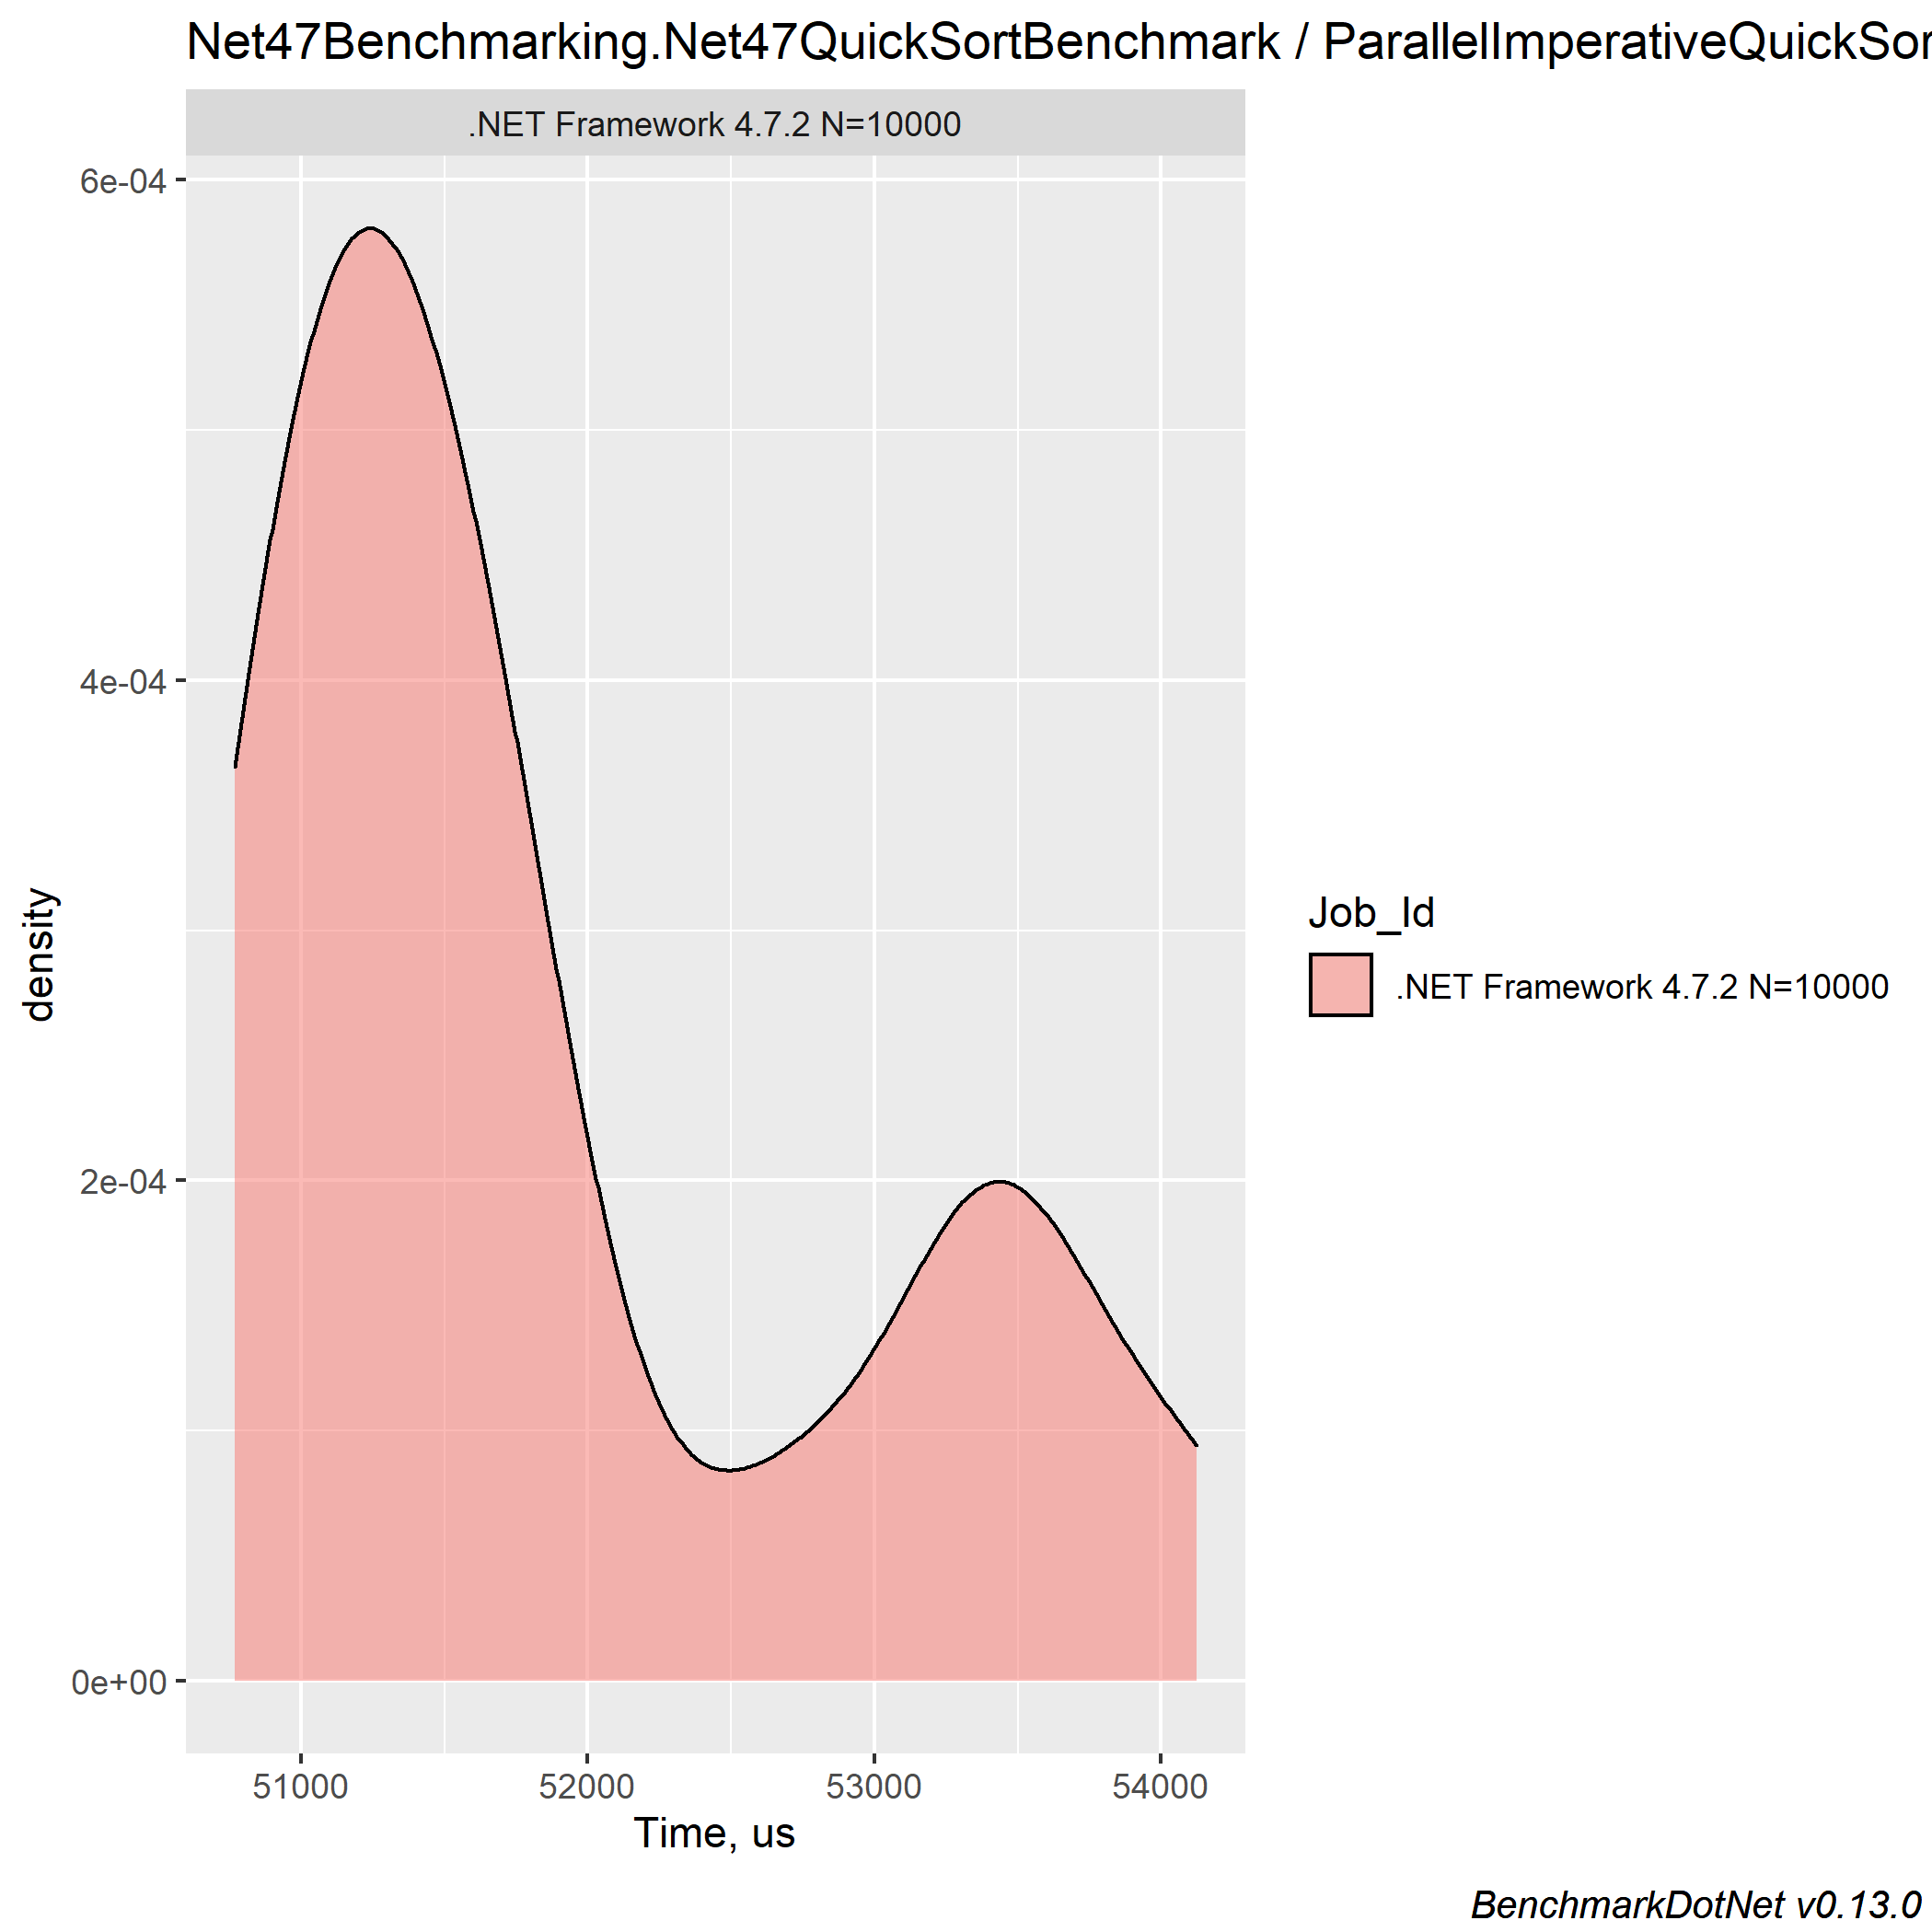 Net47Benchmarking.Net47QuickSortBenchmark / ParallelImperativeQuickSor
.NET Framework 4.7.2 N=10000
6e-04
4e-04
2e-04
0e+00
density
51000 52000 53000 54000
Time, us
Job_Id
.NET Framework 4.7.2 N=10000
BenchmarkDotNet v0.13.0